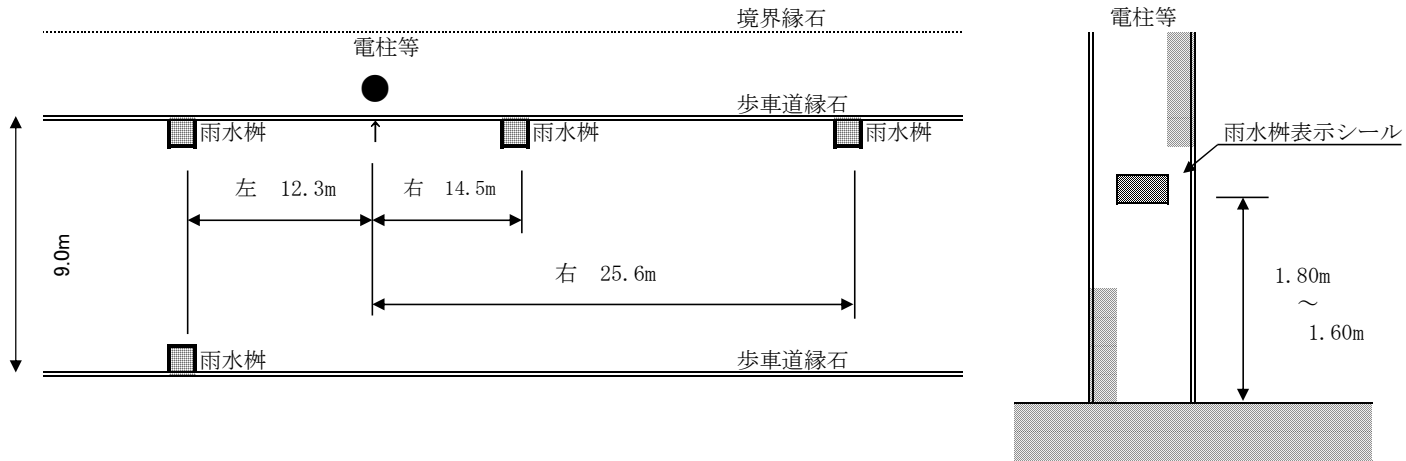 境界縁石
電柱等
歩車道縁石
雨水桝
雨水桝
雨水桝
↑
左 12.3m
右 14.5m
9.0m
右 25.6m
雨水桝
歩車道縁石
電柱等
雨水桝表示シール
1.80m
～
1.60m